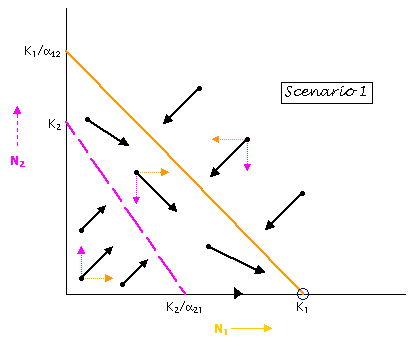 K₁/α₁₂
Scenario 1
K₂
N₂
K₂/α₂₁
K₁
N₁